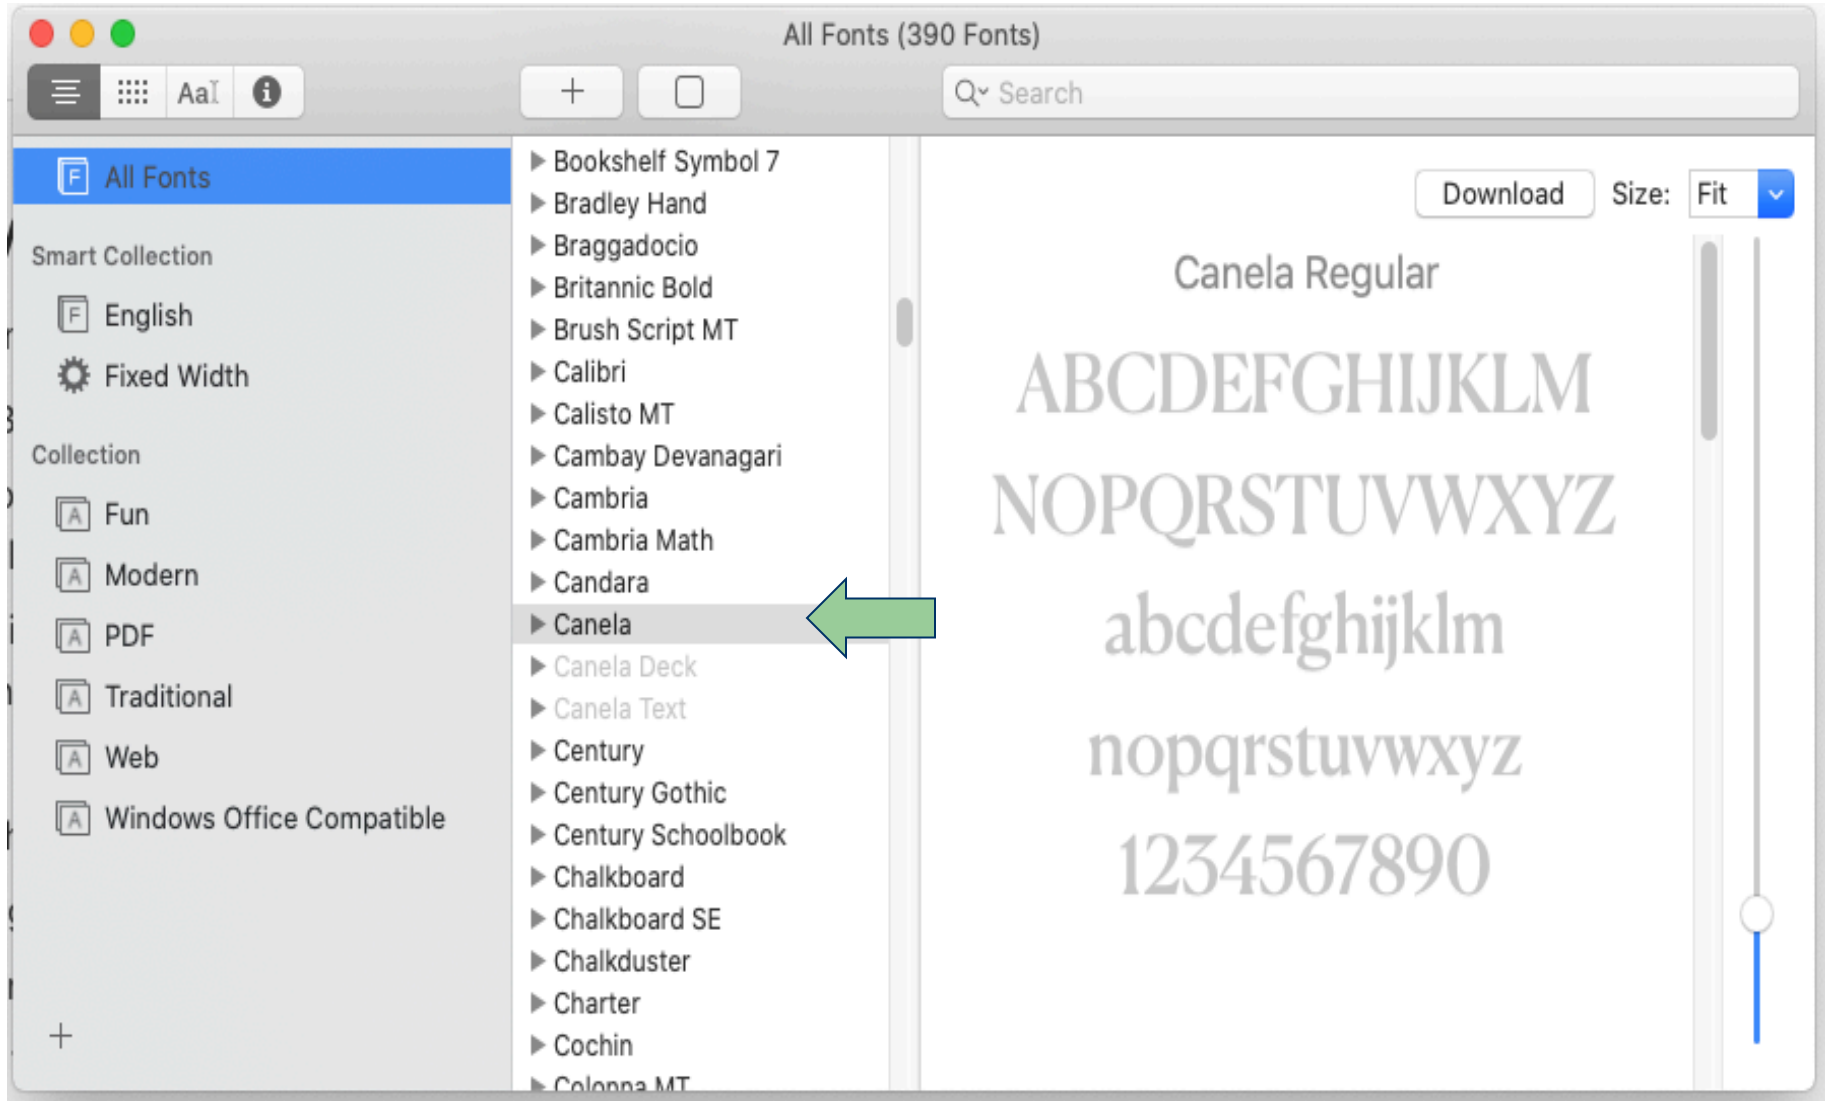 All Fonts (390 Fonts)
Aa
Search
All Fonts
Smart Collection
English
Fixed Width
Collection
Fun
Modern
PDF
Traditional
Web
Windows Office Compatible
Bookshelf Symbol 7
Bradley Hand
Braggadocio
Britannic Bold
Brush Script MT
Calibri
Calisto MT
Cambay Devanagari
Cambria
Cambria Math
Candara
Canela
Canela Deck
Canela Text
Century
Century Gothic
Century Schoolbook
Chalkboard
Chalkboard SE
Chalkduster
Charter
Cochin
Colonna MT
Download Size: Fit
Canela Regular
ABCDEFGHIJKLM
NOPQRSTUVWXYZ
abcdefghijklm
nopqrstuvwxyz
1234567890